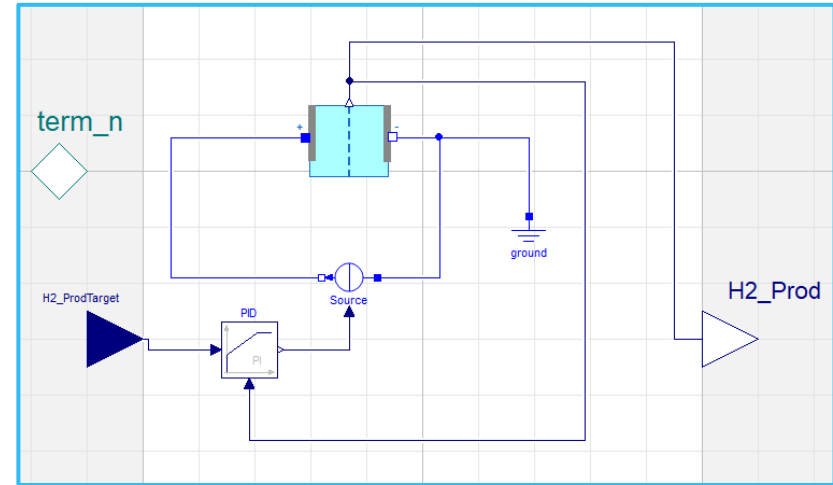 term_n
+
-
ground
Source
H2_ProdTarget
PID
PI
H2_Prod